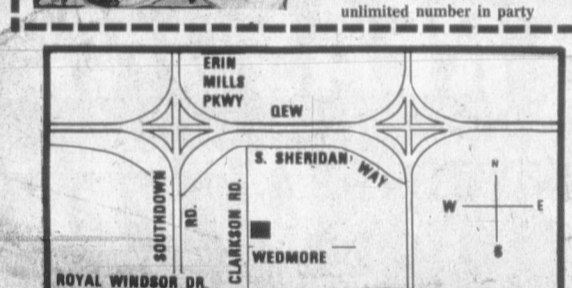 unlimited number in party
ERIN
MILLS
PKWY
QEW
S. SHERIDAN WAY
SOUTHDOWN
RD.
CLARKSON RD.
N
W E
S
WEDMORE
ROYAL WINDSOR DR